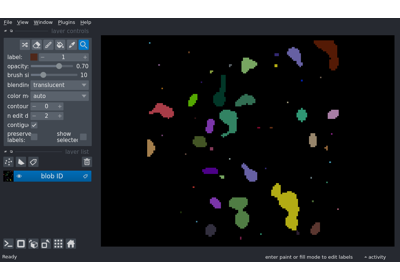 File View Window Plugins Help
layer controls
label: 1
opacity: 0.70
brush si 10
blending translucent
color m auto
contour 0
n edit d 2
contigu
preserve labels: show selected
layer list
blob ID
Ready
enter paint or fill mode to edit labels
activity